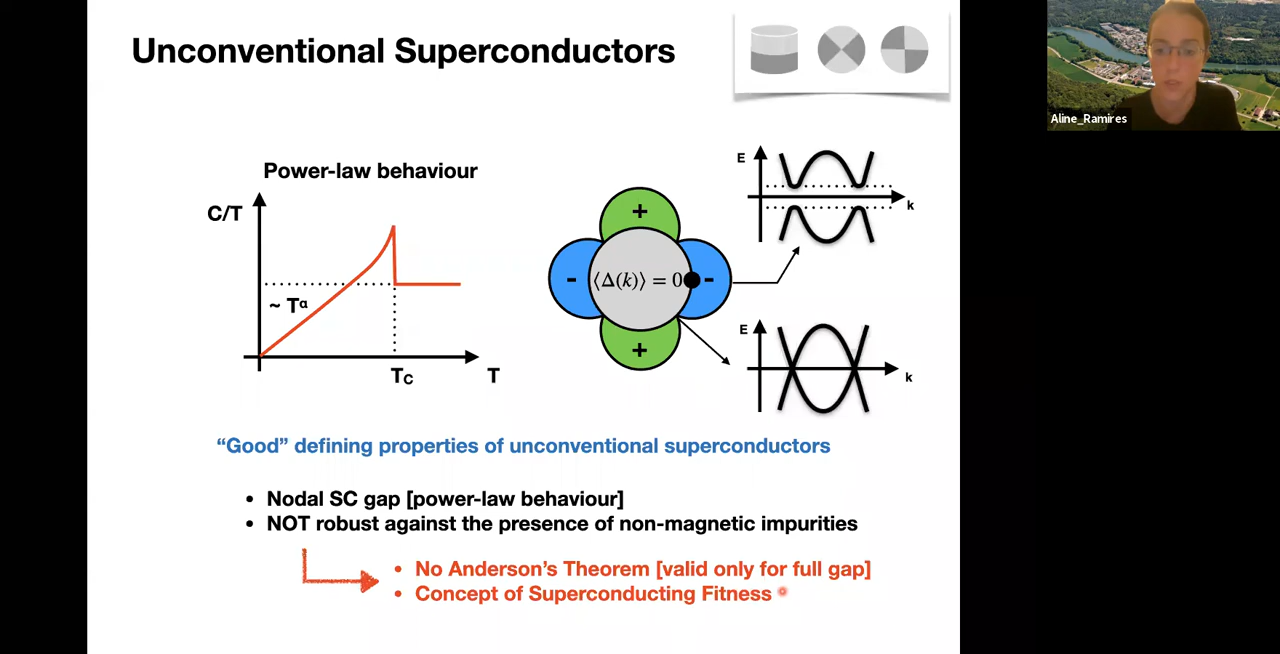 Unconventional Superconductors
Aline_Ramires
Power-law behaviour
C/T
~ Tα
Tc
T
+
-
⟨Δ(k)⟩ = 0
-
+
E
k
E
k
“Good” defining properties of unconventional superconductors
• Nodal SC gap [power-law behaviour]
• NOT robust against the presence of non-magnetic impurities
• No Anderson's Theorem [valid only for full gap]
• Concept of Superconducting Fitness